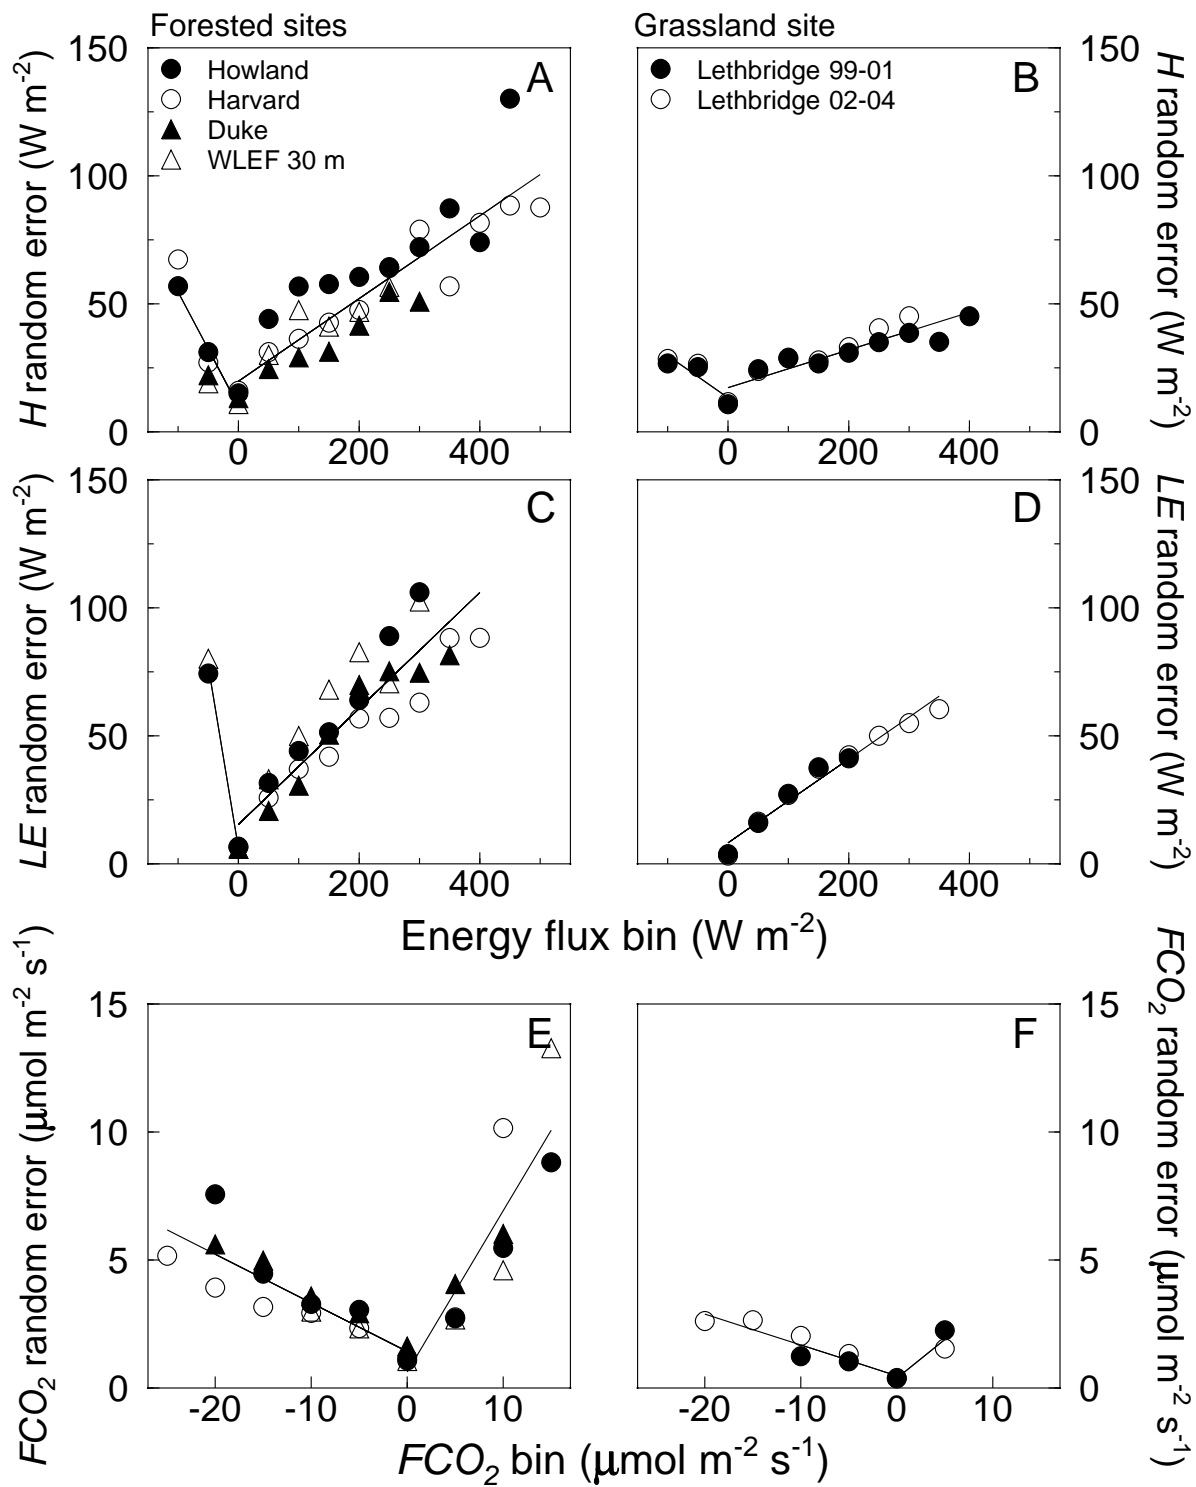 Forested sites
Grassland site
150
100
50
0
H random error (W m-2)
Howland
Harvard
Duke
WLEF 30 m
A
0 200 400
Lethbridge 99-01
Lethbridge 02-04
B
150
100
50
0
H random error (W m-2)
0 200 400
150
100
50
0
LE random error (W m-2)
C
0 200 400
D
150
100
50
0
LE random error (W m-2)
0 200 400
Energy flux bin (W m-2)
15
10
5
0
FCO2 random error (μmol m-2 s-1)
E
-20 -10 0 10
F
15
10
5
0
FCO2 random error (μmol m-2 s-1)
-20 -10 0 10
FCO2 bin (μmol m-2 s-1)